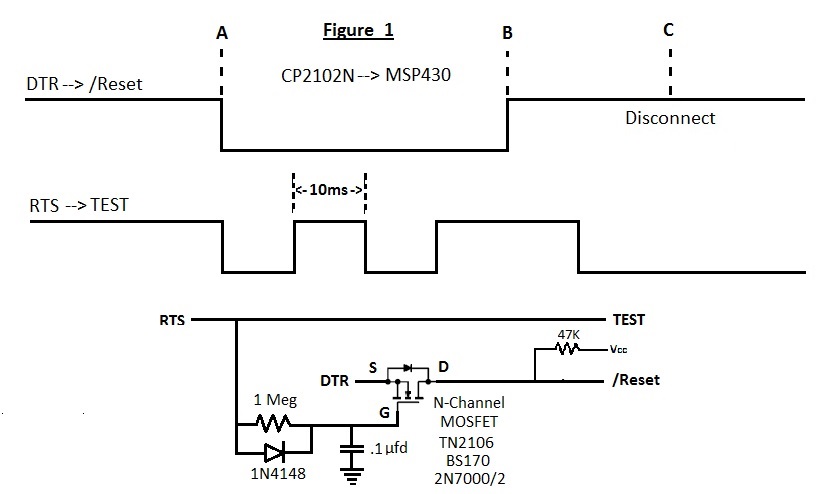 A
Figure 1
B
C
CP2102N--> MSP430
DTR --> /Reset
Disconnect
<- 10ms ->
RTS --> TEST
RTS
TEST
47K
Vcc
S
D
DTR
/Reset
1 Meg
G
N-Channel
MOSFET
TN2106
BS170
2N7000/2
.1 µfd
1N4148